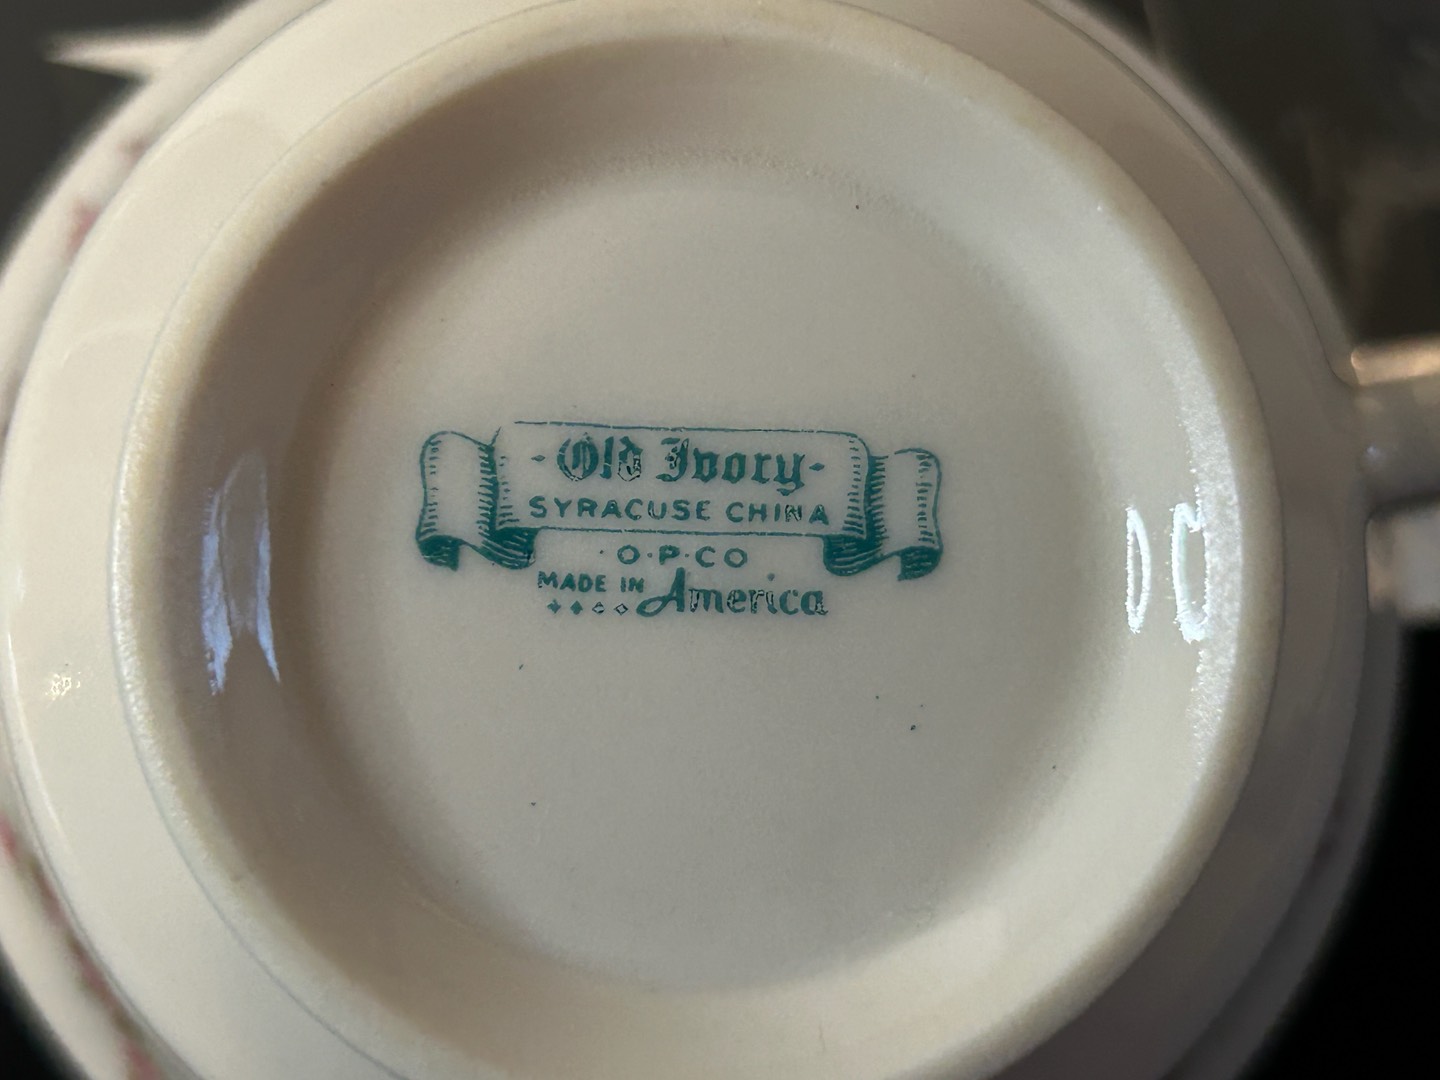 ·Old Ivory·
SYRACUSE CHINA
·O·P·CO
MADE IN America